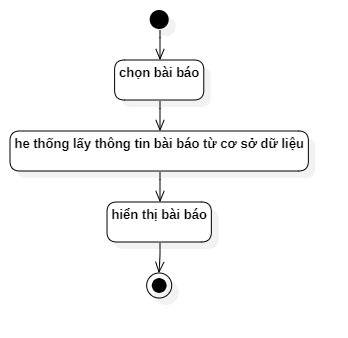 chọn bài báo
he thống lấy thông tin bài báo từ cơ sở dữ liệu
hiển thị bài báo